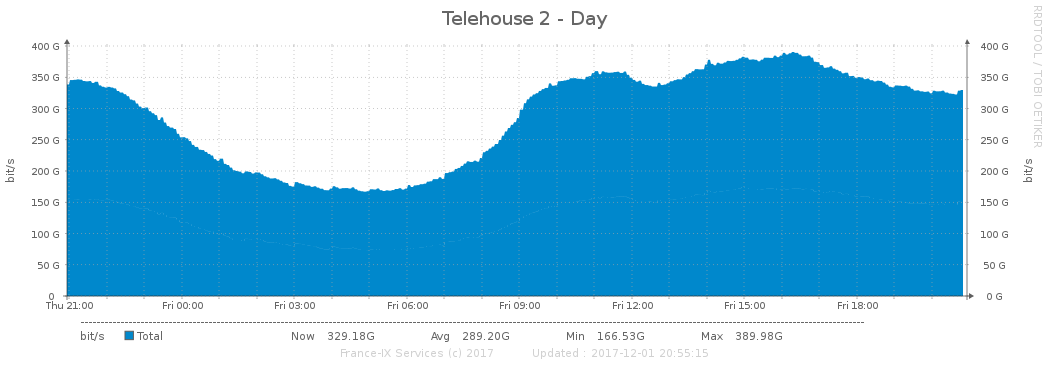 Telehouse 2 - Day
RRDTOOL / TOBI OETIKER
400 G 400 G
350 G 350 G
300 G 300 G
250 G 250 G
200 G 200 G
150 G 150 G
100 G 100 G
50 G 50 G
0 0 G
bit/s bit/s
Thu 21:00 Fri 00:00 Fri 03:00 Fri 06:00 Fri 09:00 Fri 12:00 Fri 15:00 Fri 18:00
bit/s Total Now 329.18G Avg 289.20G Min 166.53G Max 389.98G
France-IX Services (c) 2017 Updated : 2017-12-01 20:55:15